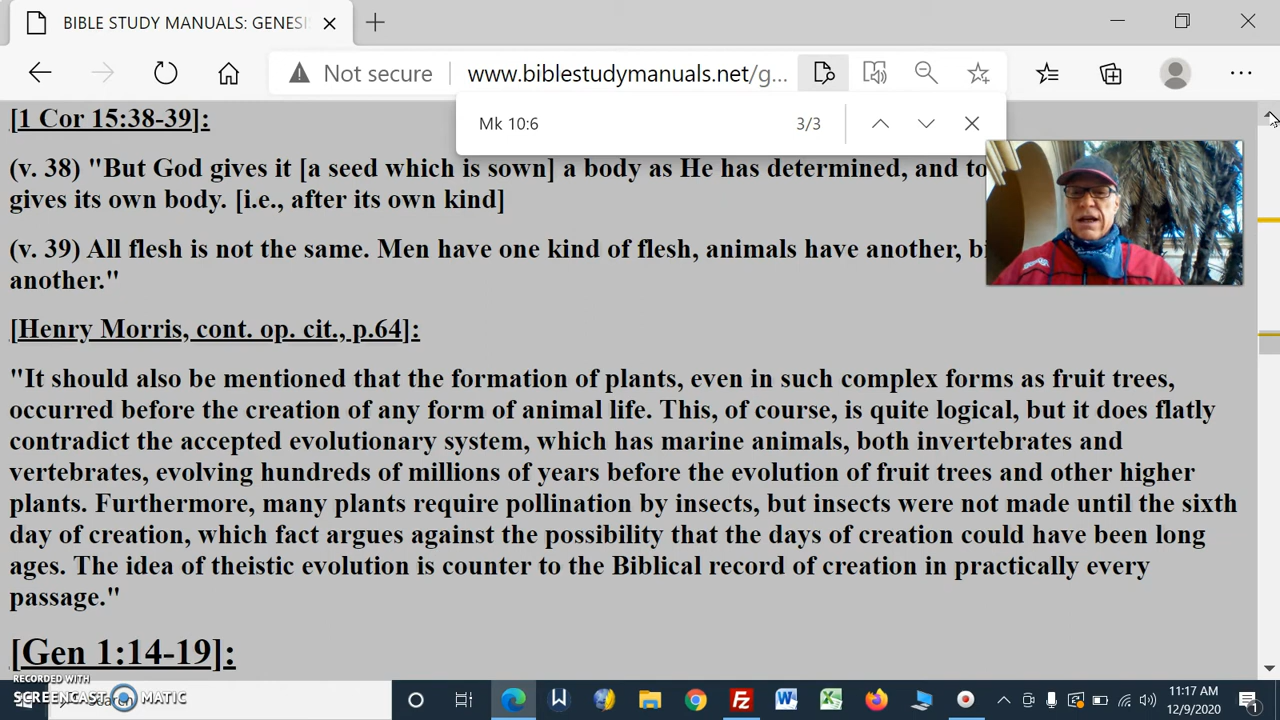 BIBLE STUDY MANUALS: GENESIS
Not secure
www.biblestudymanuals.net/g...
Mk 10:6
3/3
[1 Cor 15:38-39]:
(v. 38) "But God gives it [a seed which is sown] a body as He has determined, and to
gives its own body. [i.e., after its own kind]
(v. 39) All flesh is not the same. Men have one kind of flesh, animals have another,
another."
[Henry Morris, cont. op. cit., p.64]:
"It should also be mentioned that the formation of plants, even in such complex forms as fruit trees,
occurred before the creation of any form of animal life. This, of course, is quite logical, but it does flatly
contradict the accepted evolutionary system, which has marine animals, both invertebrates and
vertebrates, evolving hundreds of millions of years before the evolution of fruit trees and other higher
plants. Furthermore, many plants require pollination by insects, but insects were not made until the sixth
day of creation, which fact argues against the possibility that the days of creation could have been long
ages. The idea of theistic evolution is counter to the Biblical record of creation in practically every
passage."
[Gen 1:14-19]:
RECORDED WITH
SCREENCAST MATIC
Search
11:17 AM
12/9/2020
1